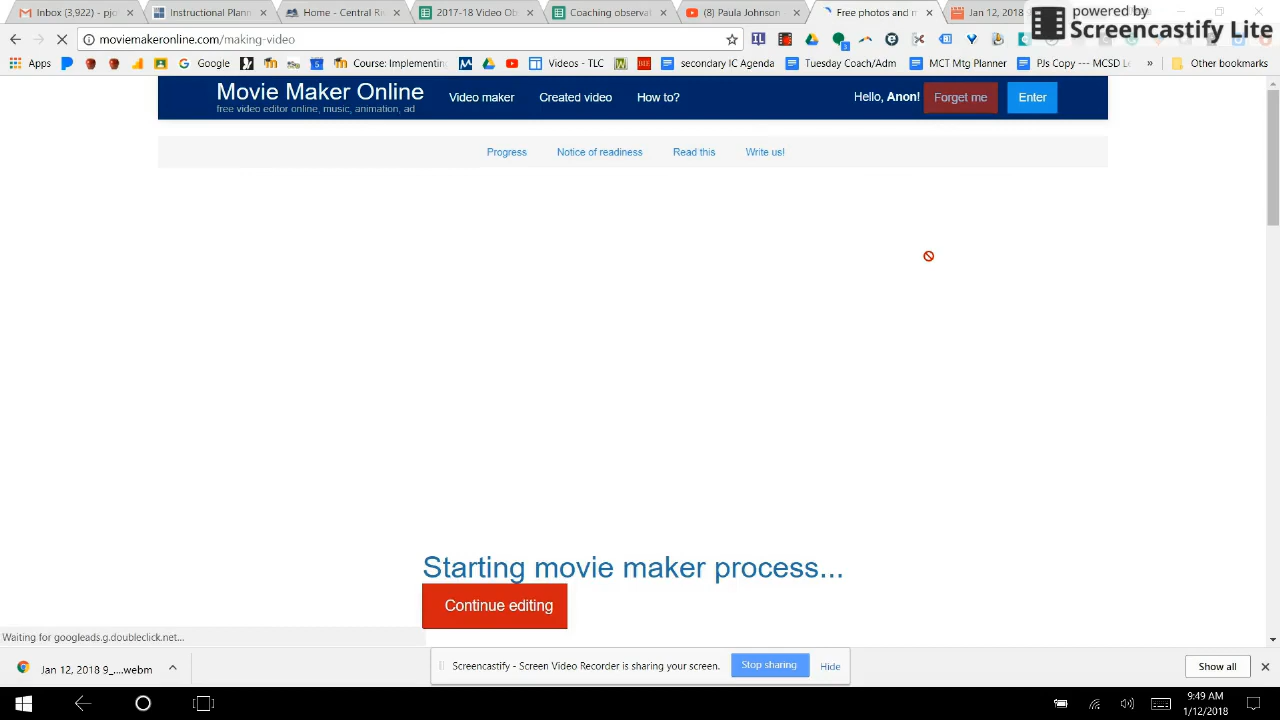 powered by
Screencastify Lite
Inbox (3,922) - pjo
Instructional Plann
Home - Central Ri
2017-18 Video Ob
Coaching observat
(8) Paula Johnson
Free photos and m
Jan 12, 2018
moviemakeronline.com/making-video
Apps
Google
Course: Implementing
Videos - TLC
secondary IC Agenda
Tuesday Coach/Adm
MCT Mtg Planner
PJs Copy --- MCSD Lo
Other bookmarks
Movie Maker Online
free video editor online, music, animation, ad
Video maker
Created video
How to?
Hello, Anon!
Forget me
Enter
Progress
Notice of readiness
Read this
Write us!
Starting movie maker process...
Continue editing
Waiting for googleads.g.doubleclick.net...
Jan 12, 2018 9_....webm
Screencastify - Screen Video Recorder is sharing your screen.
Stop sharing
Hide
Show all
9:49 AM
1/12/2018